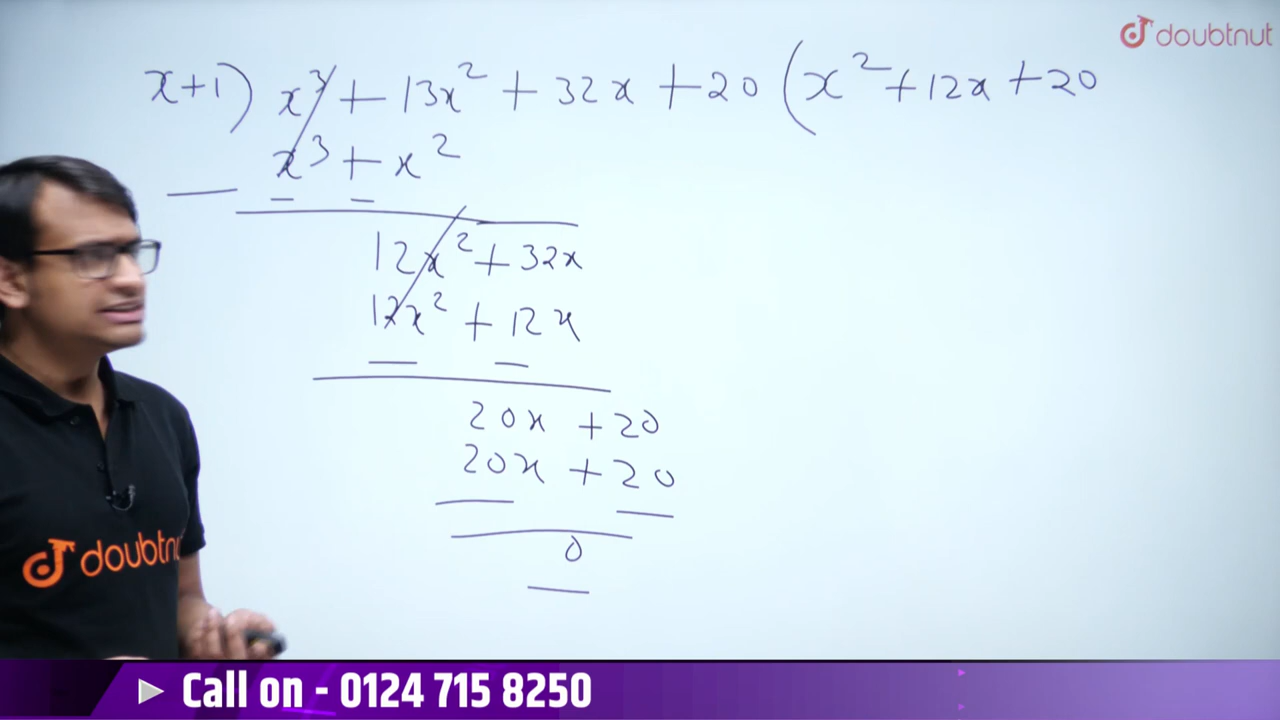 doubtnut
x+1) x³ + 13x² + 32x + 20 (x² + 12x + 20
x³ + x²
12x² + 32x
12x² + 12x
20x + 20
20x + 20
0
doubtnu
Call on - 0124 715 8250